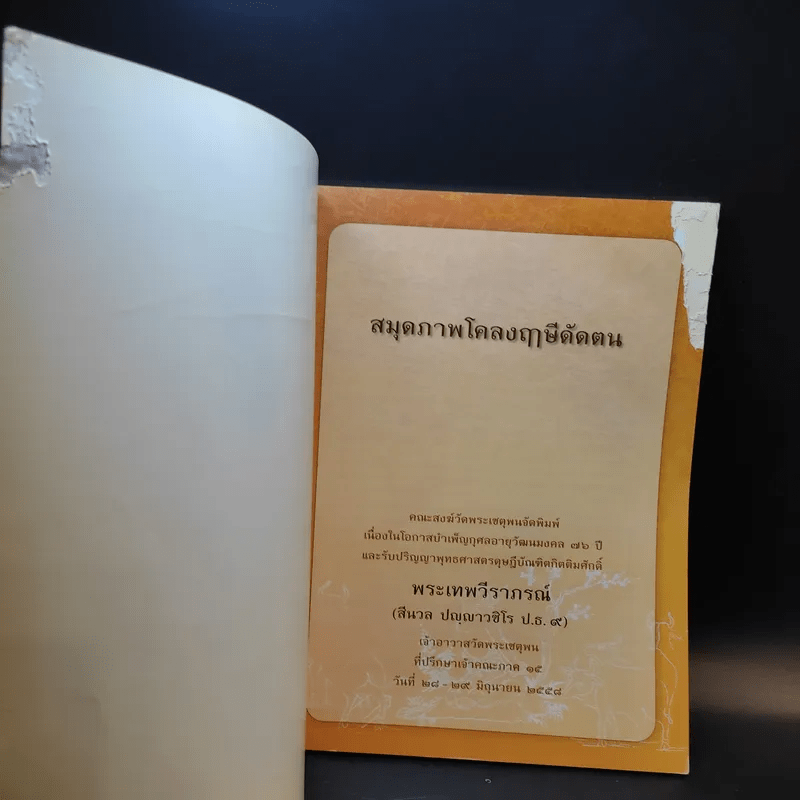 สมุดภาพโคลงฤๅษีดัดตน
คณะสงฆ์วัดพระเชตุพนจัดพิมพ์
เนื่องในโอกาสบำเพ็ญกุศลอายุวัฒนมงคล ๗๖ ปี
และรับปริญญาพุทธศาสตรดุษฎีบัณฑิตกิตติมศักดิ์
พระเทพวีราภรณ์
(สีนวล ปญฺญาวชิโร ป.ธ. ๙)
เจ้าอาวาสวัดพระเชตุพน
ที่ปรึกษาเจ้าคณะภาค ๑๕
วันที่ ๒๘ - ๒๙ มิถุนายน ๒๕๕๘